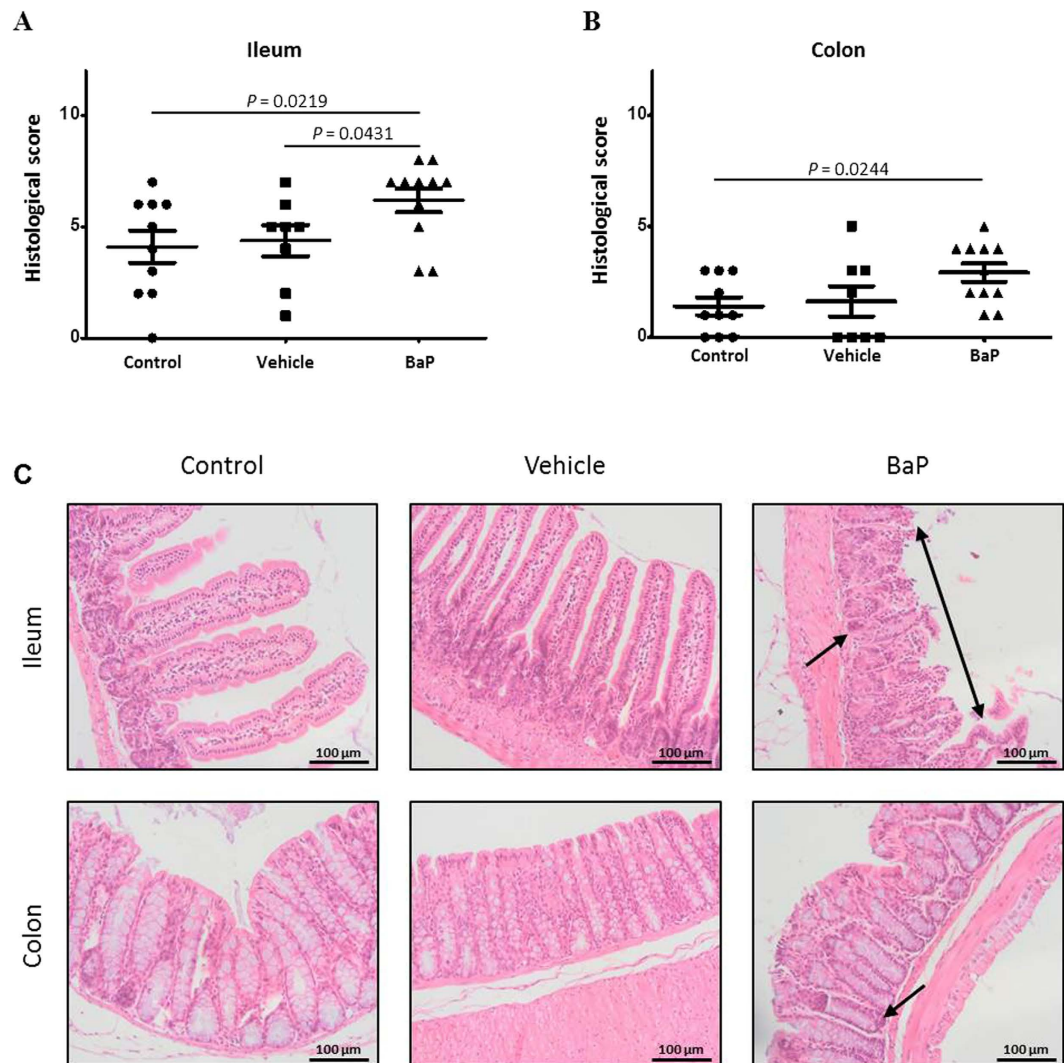 A
Ileum
Histological score
10
5
0
P = 0.0219
P = 0.0431
Control Vehicle BaP
B
Colon
Histological score
10
5
0
P = 0.0244
Control Vehicle BaP
C
Control Vehicle BaP
Ileum
100 µm 100 µm 100 µm
Colon
100 µm 100 µm 100 µm